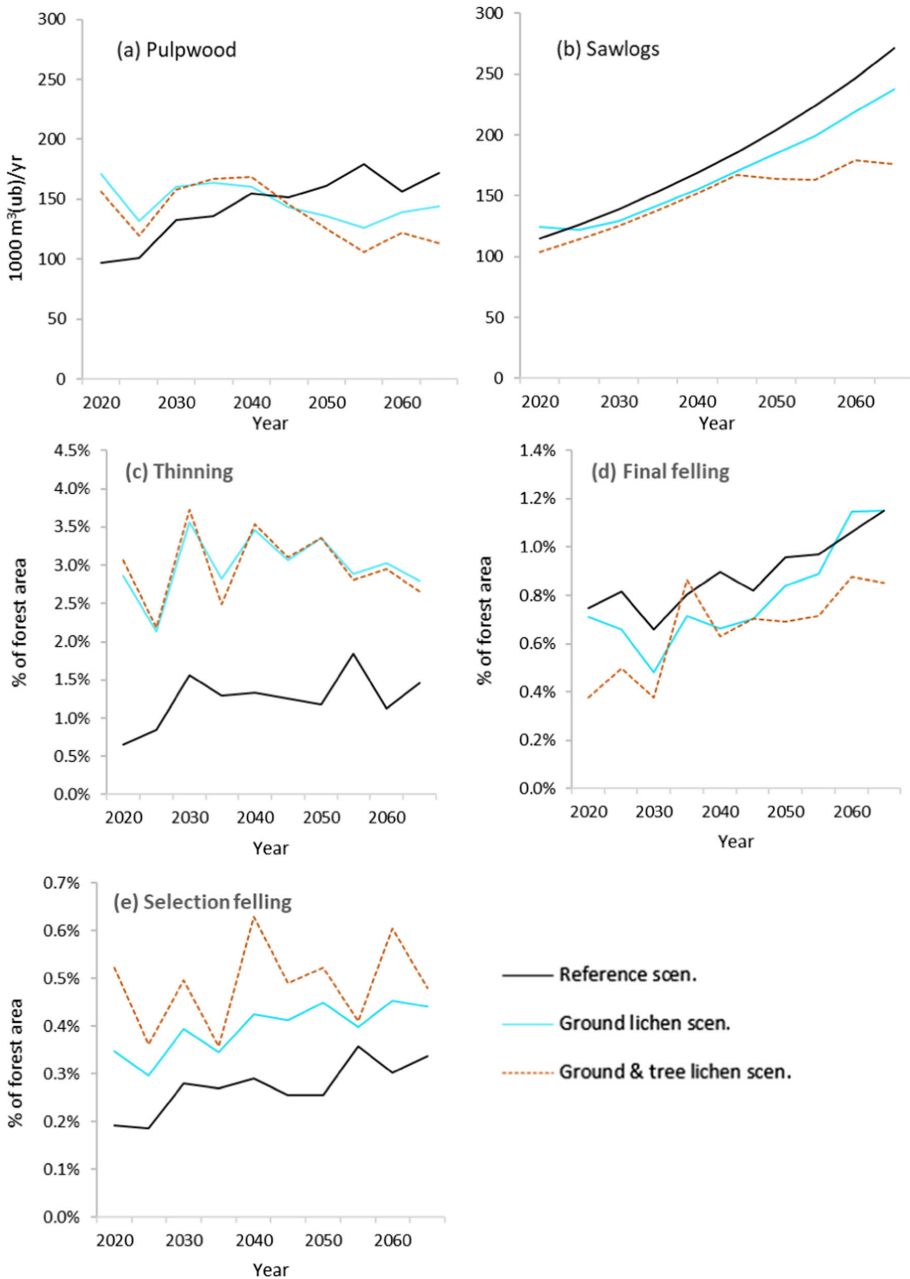 (a) Pulpwood
300
250
200
150
100
50
0
1000 m³(ub)/yr
2020 2030 2040 2050 2060
Year
(b) Sawlogs
300
250
200
150
100
50
0
2020 2030 2040 2050 2060
Year
(c) Thinning
4.5%
4.0%
3.5%
3.0%
2.5%
2.0%
1.5%
1.0%
0.5%
0.0%
% of forest area
2020 2030 2040 2050 2060
Year
(d) Final felling
1.4%
1.2%
1.0%
0.8%
0.6%
0.4%
0.2%
0.0%
% of forest area
2020 2030 2040 2050 2060
Year
(e) Selection felling
0.7%
0.6%
0.5%
0.4%
0.3%
0.2%
0.1%
0.0%
% of forest area
2020 2030 2040 2050 2060
Year
Reference scen.
Ground lichen scen.
Ground & tree lichen scen.